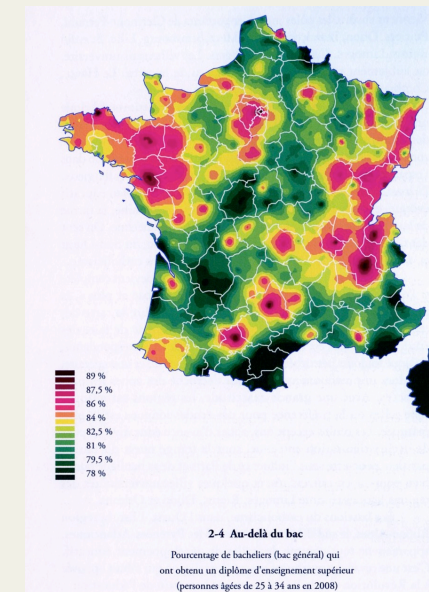 89 %
87,5 %
86 %
84 %
82,5 %
81 %
79,5 %
78 %
2-4 Au-delà du bac
Pourcentage de bacheliers (bac général) qui
ont obtenu un diplôme d'enseignement supérieur
(personnes âgées de 25 à 34 ans en 2008)